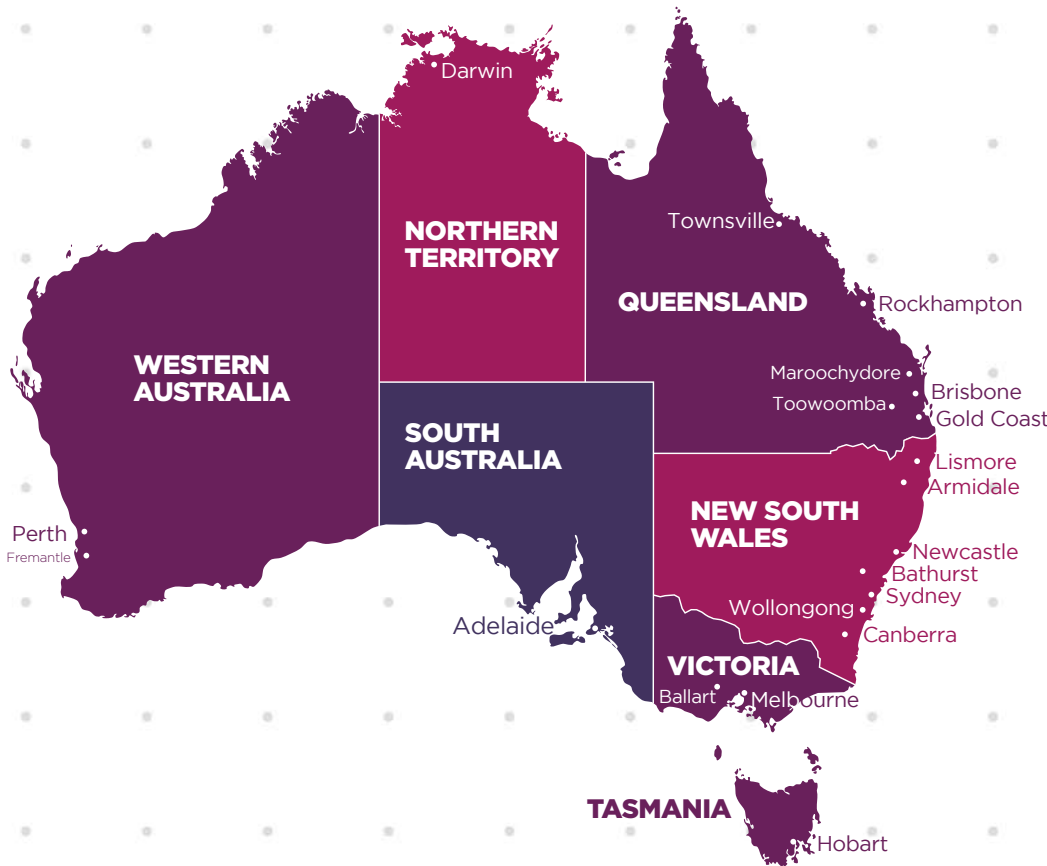 Darwin
Townsville
NORTHERN
TERRITORY
QUEENSLAND
Rockhampton
WESTERN
AUSTRALIA
Maroochydore
Brisbone
Toowoomba
Gold Coast
SOUTH
AUSTRALIA
Lismore
Armidale
NEW SOUTH
WALES
Perth
Fremantle
Newcastle
Bathurst
Sydney
Wollongong
Adelaide
Canberra
VICTORIA
Ballart
Melbourne
TASMANIA
Hobart